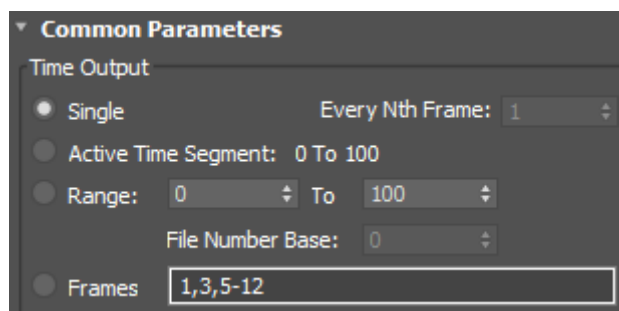 Common Parameters
Time Output
Single Every Nth Frame: 1
Active Time Segment: 0 To 100
Range: 0 To 100
File Number Base: 0
Frames 1,3,5-12